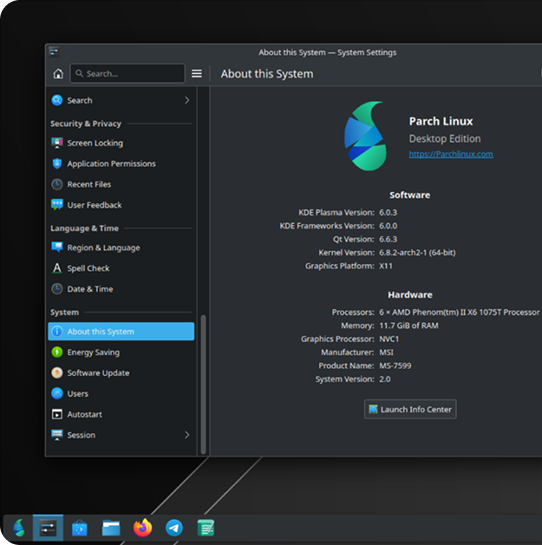 About this System — System Settings
Search...
About this System
Search
Security & Privacy
Screen Locking
Application Permissions
Recent Files
User Feedback
Language & Time
Region & Language
Spell Check
Date & Time
System
About this System
Energy Saving
Software Update
Users
Autostart
Session
Parch Linux
Desktop Edition
https://Parchlinux.com
Software
KDE Plasma Version: 6.0.3
KDE Frameworks Version: 6.0.0
Qt Version: 6.6.3
Kernel Version: 6.8.2-arch2-1 (64-bit)
Graphics Platform: X11
Hardware
Processors: 6 × AMD Phenom(tm) II X6 1075T Processor
Memory: 11.7 GiB of RAM
Graphics Processor: NVC1
Manufacturer: MSI
Product Name: MS-7599
System Version: 2.0
Launch Info Center